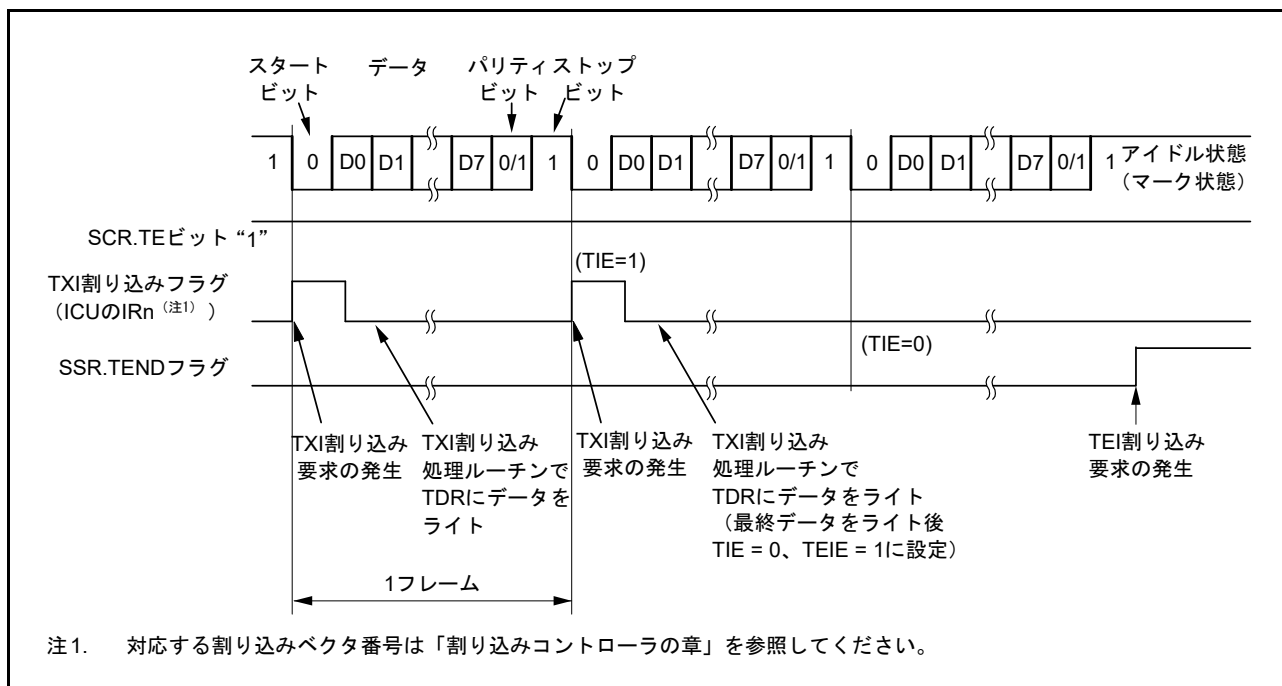 スタート
ビット
データ
パリティ
ビット
ストップ
ビット
1 0 D0 D1 D7 0/1 1 0 D0 D1 D7 0/1 1 0 D0 D1 D7 0/1 1 アイドル状態
（マーク状態）
SCR.TEビット “1”
TXI割り込みフラグ
（ICUのIRn（注1））
(TIE=1)
(TIE=0)
SSR.TENDフラグ
TXI割り込み
要求の発生
TXI割り込み
処理ルーチンで
TDRにデータを
ライト
TXI割り込み
要求の発生
TXI割り込み
処理ルーチンで
TDRにデータをライト
（最終データをライト後
TIE = 0、TEIE = 1に設定）
TEI割り込み
要求の発生
1フレーム
注1. 対応する割り込みベクタ番号は「割り込みコントローラの章」を参照してください。